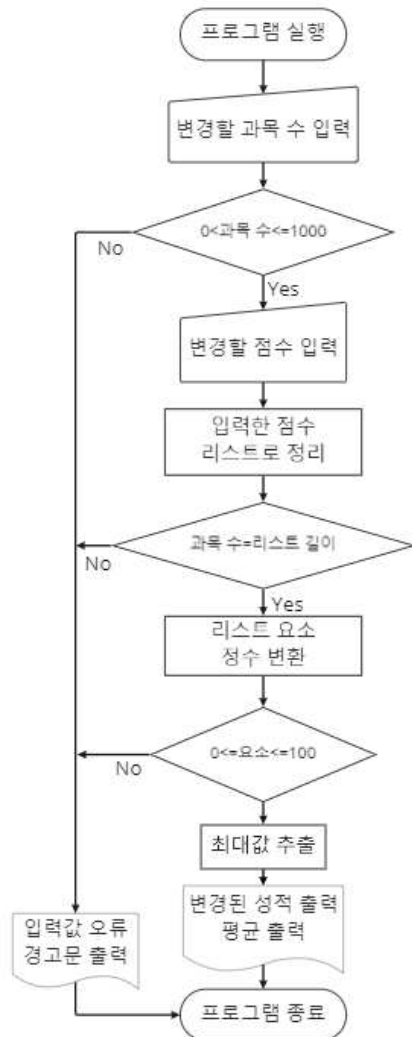 프로그램 실행
변경할 과목 수 입력
0<과목 수<=1000
No
Yes
변경할 점수 입력
입력한 점수
리스트로 정리
과목 수=리스트 길이
No
Yes
리스트 요소
정수 변환
0<=요소<=100
No
최대값 추출
변경된 성적 출력
평균 출력
입력값 오류
경고문 출력
프로그램 종료